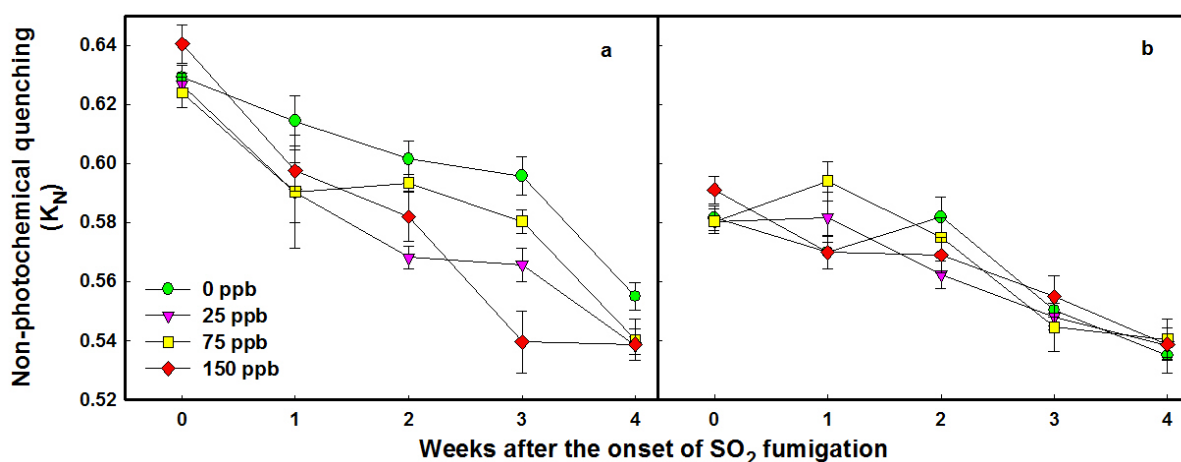 Non-photochemical quenching
(K_N)
0.64
0.62
0.60
0.58
0.56
0.54
0.52
a
b
0 ppb
25 ppb
75 ppb
150 ppb
0 1 2 3 4 0 1 2 3 4
Weeks after the onset of SO₂ fumigation